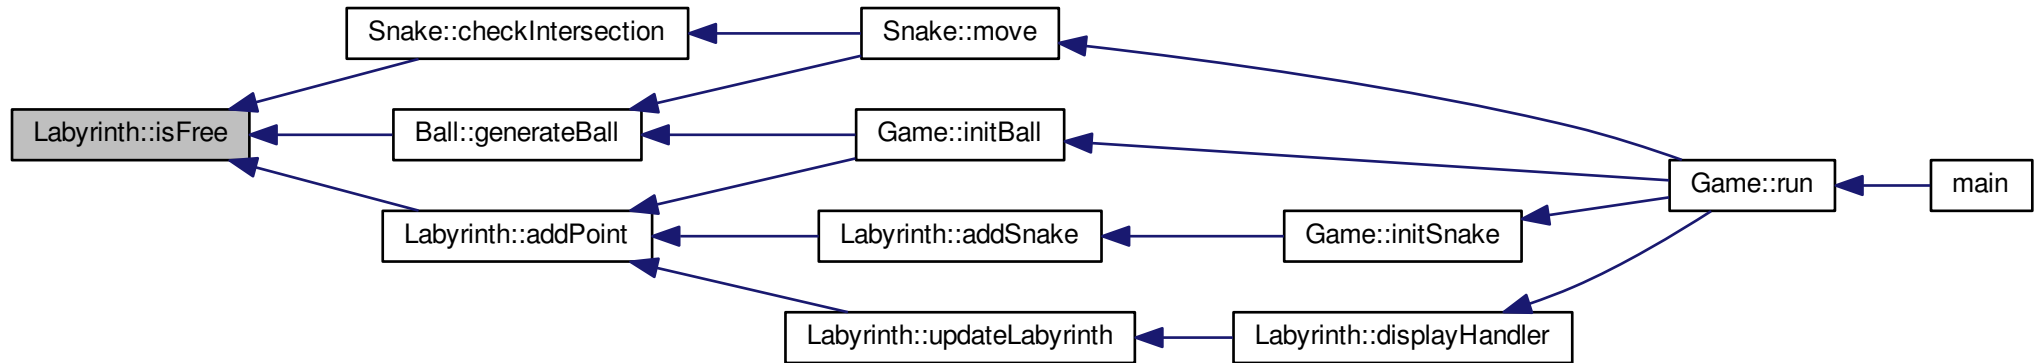 Snake::checkIntersection
Snake::move
Labyrinth::isFree
Ball::generateBall
Game::initBall
Game::run
main
Labyrinth::addPoint
Labyrinth::addSnake
Game::initSnake
Labyrinth::updateLabyrinth
Labyrinth::displayHandler